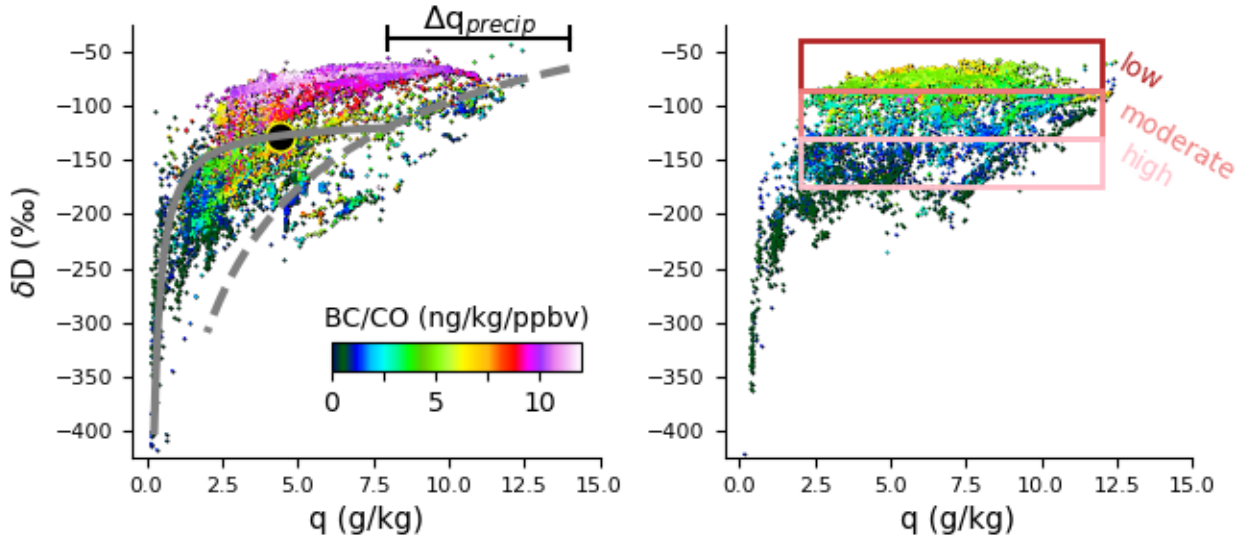 Δq_precip
−50
−100
−150
−200
−250
−300
−350
−400
δD (‰)
BC/CO (ng/kg/ppbv)
0 5 10
0.0 2.5 5.0 7.5 10.0 12.5 15.0
q (g/kg)
−50
−100
−150
−200
−250
−300
−350
−400
low
moderate
high
0.0 2.5 5.0 7.5 10.0 12.5 15.0
q (g/kg)